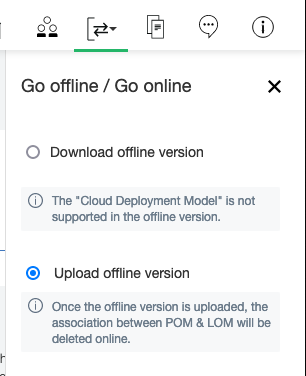 Go offline / Go online
Download offline version
The "Cloud Deployment Model" is not
supported in the offline version.
Upload offline version
Once the offline version is uploaded, the
association between POM & LOM will be
deleted online.